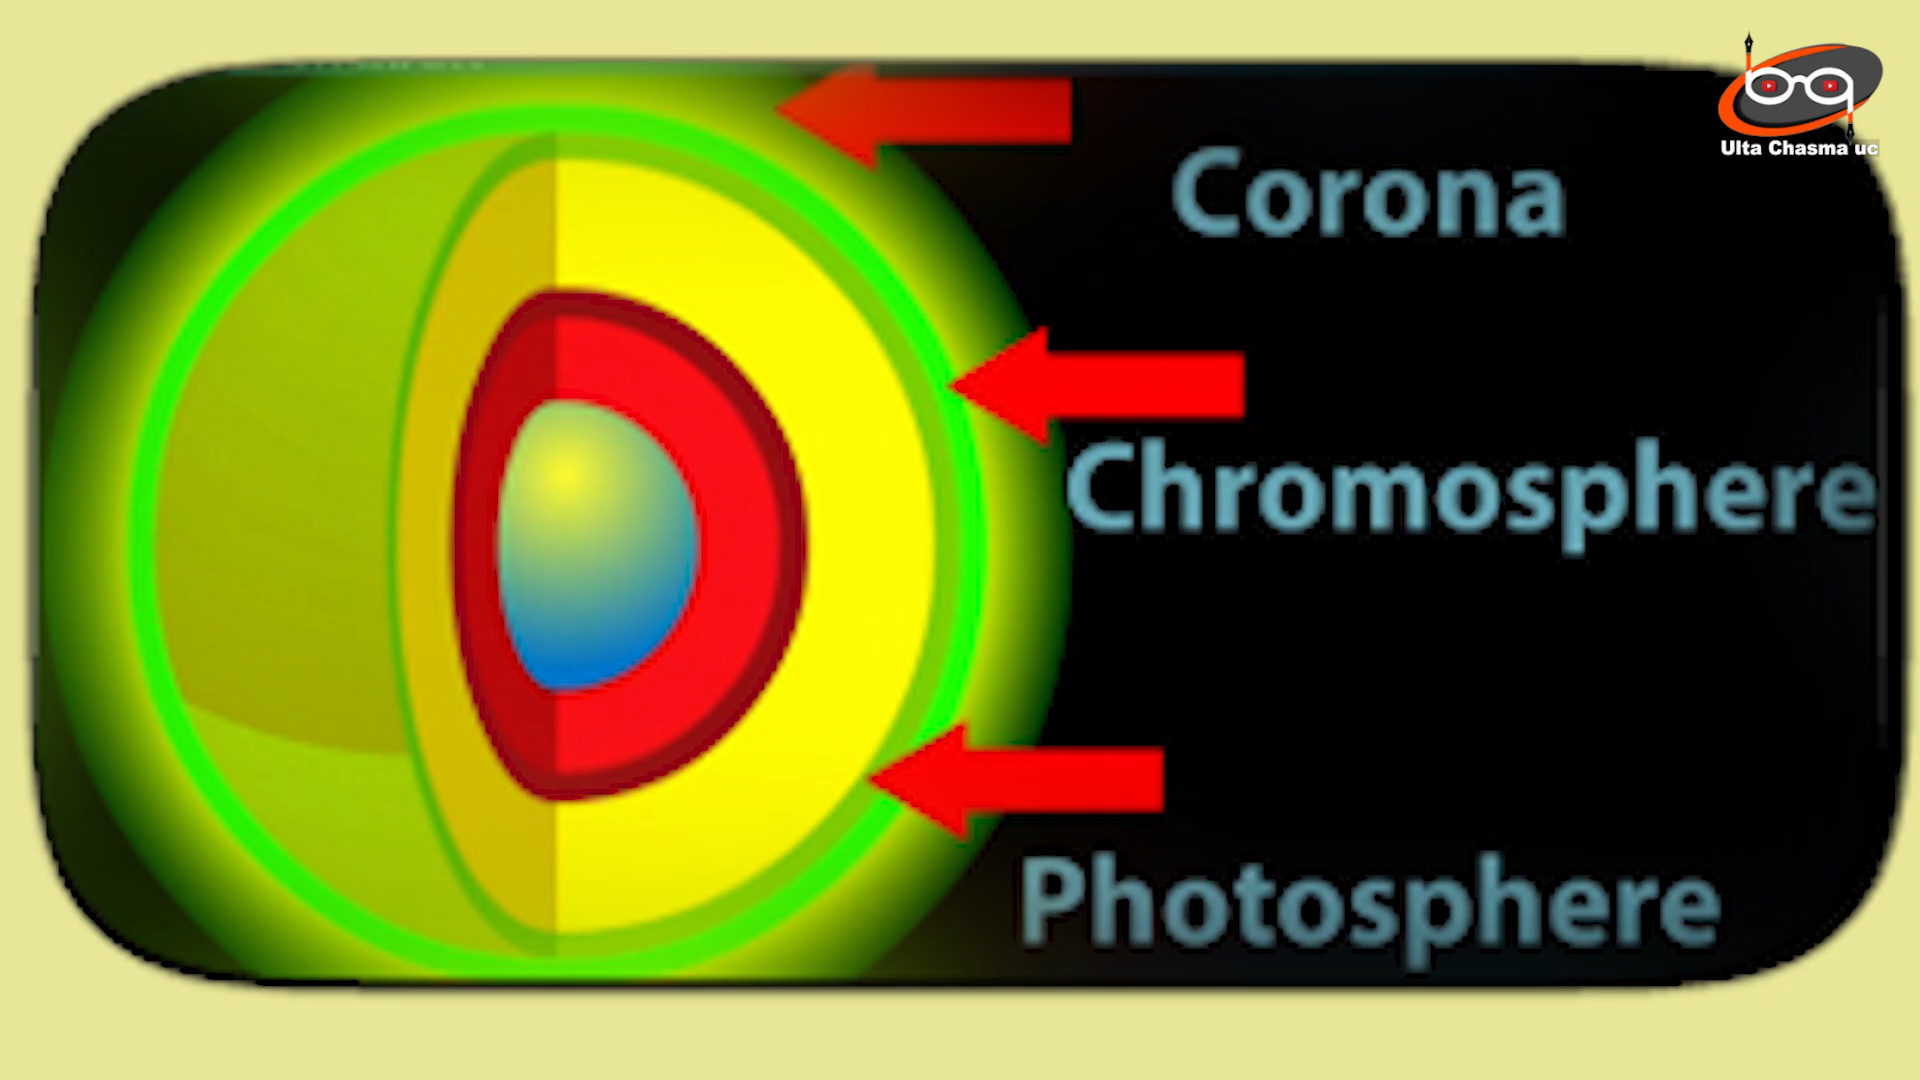 Ulta Chasma uc
Corona
Chromosphere
Photosphere